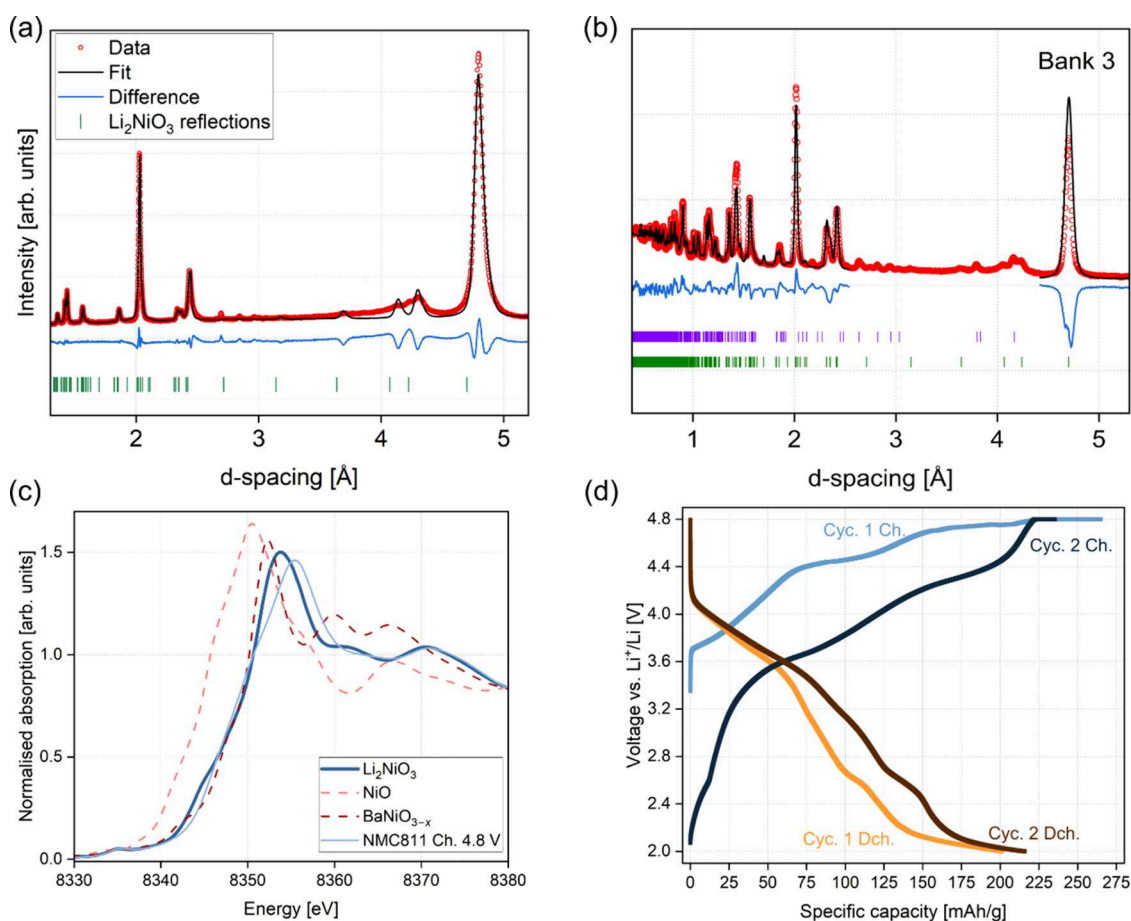 (a)
Data
Fit
Difference
Li₂NiO₃ reflections
Intensity [arb. units]
2 3 4 5
d-spacing [Å]
(b)
Bank 3
1 2 3 4 5
d-spacing [Å]
(c)
Normalised absorption [arb. units]
1.5
1.0
0.5
0.0
Li₂NiO₃
NiO
BaNiO₃₋ₓ
NMC811 Ch. 4.8 V
8330 8340 8350 8360 8370 8380
Energy [eV]
(d)
Voltage vs. Li⁺/Li [V]
4.8
4.4
4.0
3.6
3.2
2.8
2.4
2.0
Cyc. 1 Ch.
Cyc. 2 Ch.
Cyc. 1 Dch.
Cyc. 2 Dch.
0 25 50 75 100 125 150 175 200 225 250 275
Specific capacity [mAh/g]